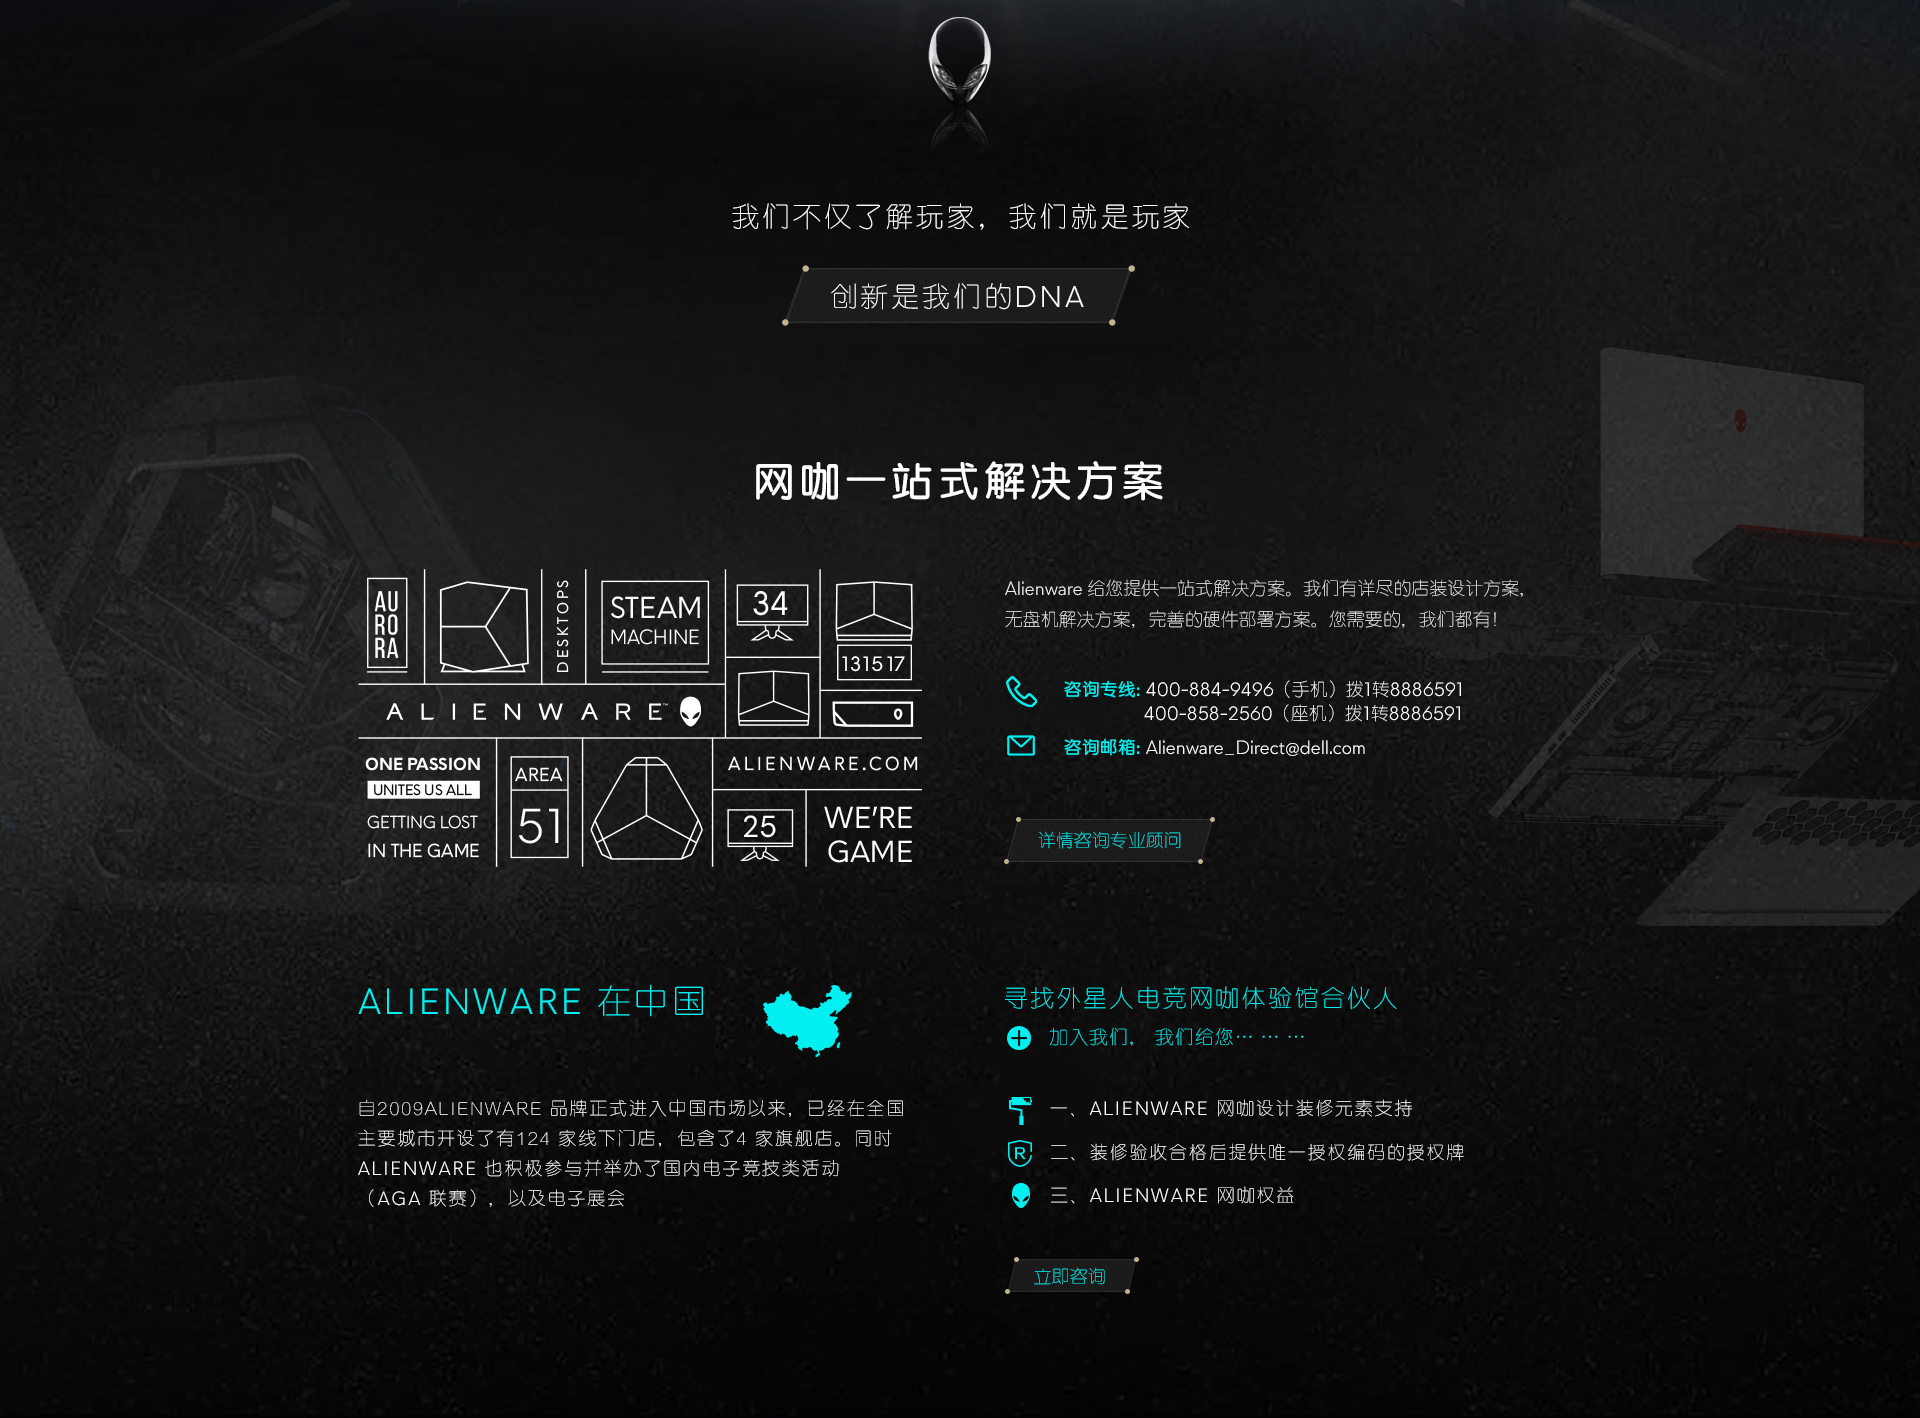 我们不仅了解玩家，我们就是玩家
创新是我们的DNA
网咖一站式解决方案
AU
RO
RA
DESKTOPS
STEAM
MACHINE
34
131517
ALIENWARE™
ONE PASSION
UNITES US ALL
GETTING LOST
IN THE GAME
AREA
51
ALIENWARE.COM
25
WE'RE
GAME
Alienware 给您提供一站式解决方案。我们有详尽的店装设计方案，
无盘机解决方案，完善的硬件部署方案。您需要的，我们都有！
咨询专线: 400-884-9496（手机）拨1转8886591
400-858-2560（座机）拨1转8886591
咨询邮箱: Alienware_Direct@dell.com
详情咨询专业顾问
ALIENWARE 在中国
自2009ALIENWARE 品牌正式进入中国市场以来，已经在全国
主要城市开设了有124 家线下门店，包含了4 家旗舰店。同时
ALIENWARE 也积极参与并举办了国内电子竞技类活动
（AGA 联赛），以及电子展会
寻找外星人电竞网咖体验馆合伙人
加入我们， 我们给您… … …
一、ALIENWARE 网咖设计装修元素支持
R
二、装修验收合格后提供唯一授权编码的授权牌
三、ALIENWARE 网咖权益
立即咨询